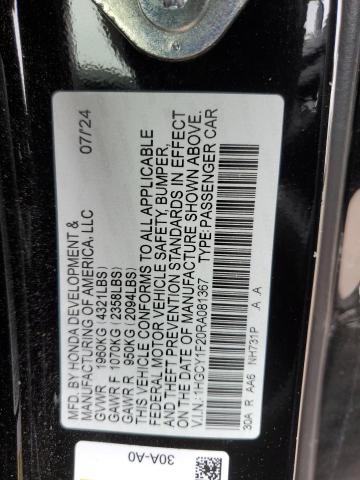 MFD. BY HONDA DEVELOPMENT & 07/24
MANUFACTURING OF AMERICA, LLC
GVWR 1960KG (4321LBS)
GAWR F 1070KG (2358LBS)
GAWR R 950KG (2094LBS)
THIS VEHICLE CONFORMS TO ALL APPLICABLE
FEDERAL MOTOR VEHICLE SAFETY, BUMPER,
AND THEFT PREVENTION STANDARDS IN EFFECT
ON THE DATE OF MANUFACTURE SHOWN ABOVE.
V.I.N.: 1HGCY1F20RA081367 TYPE: PASSENGER CAR
30A R AA6 NH731P A A
30A-A0